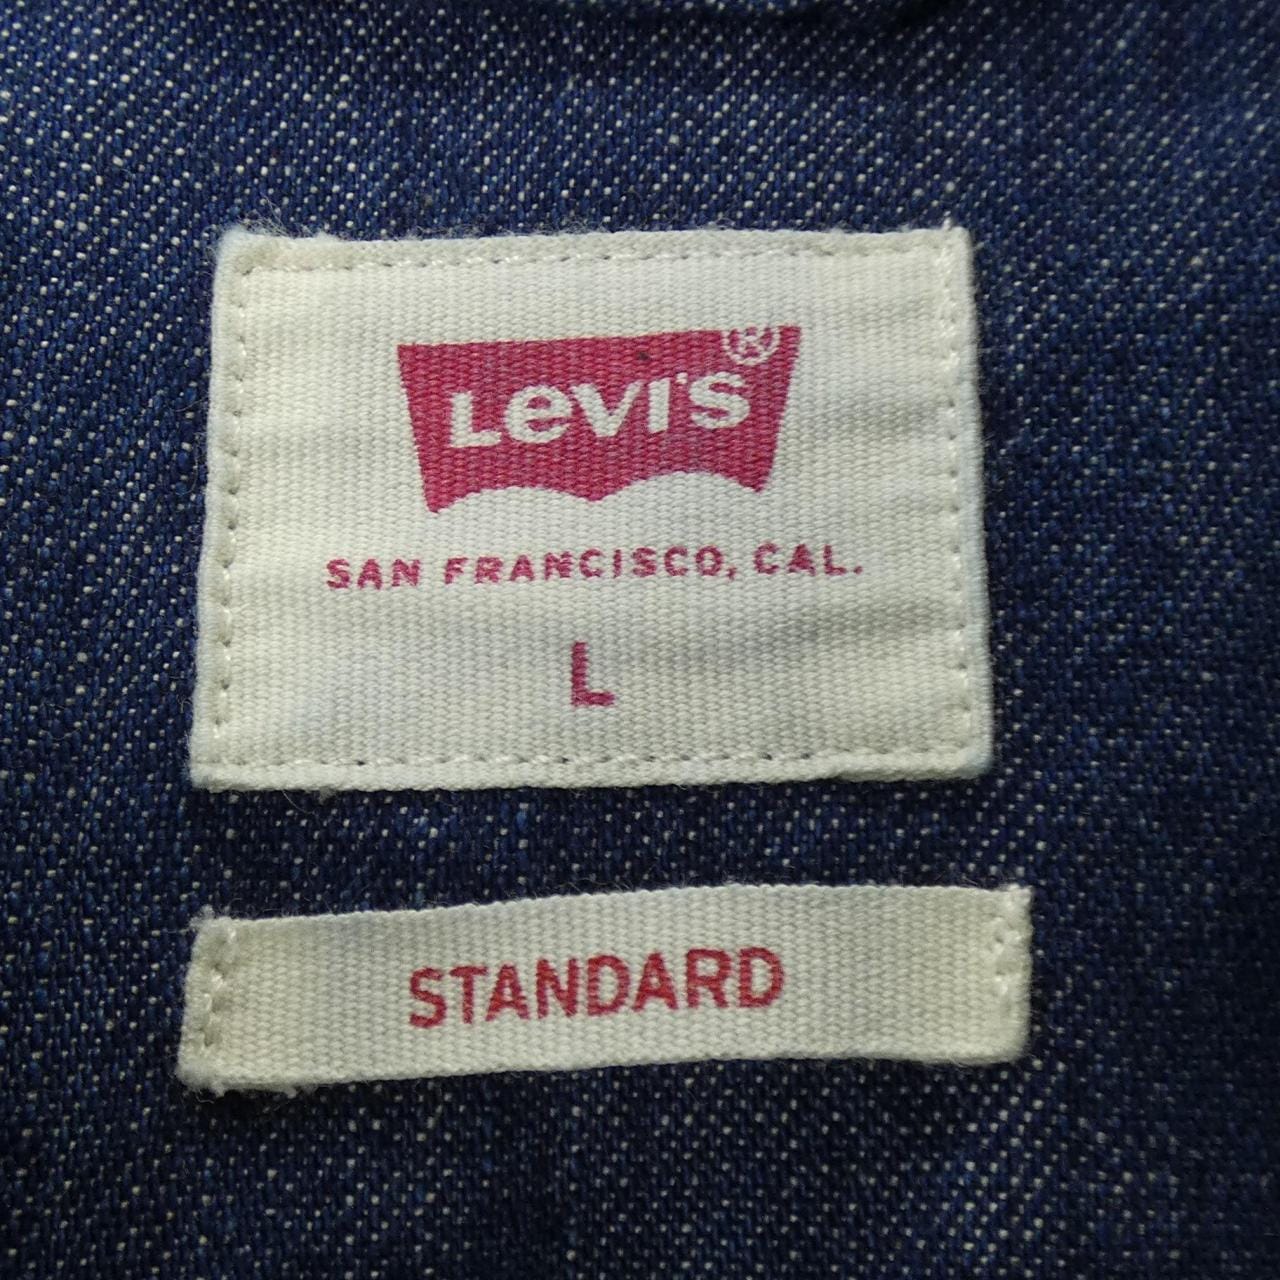 Levi's®
SAN FRANCISCO, CAL.
L
STANDARD